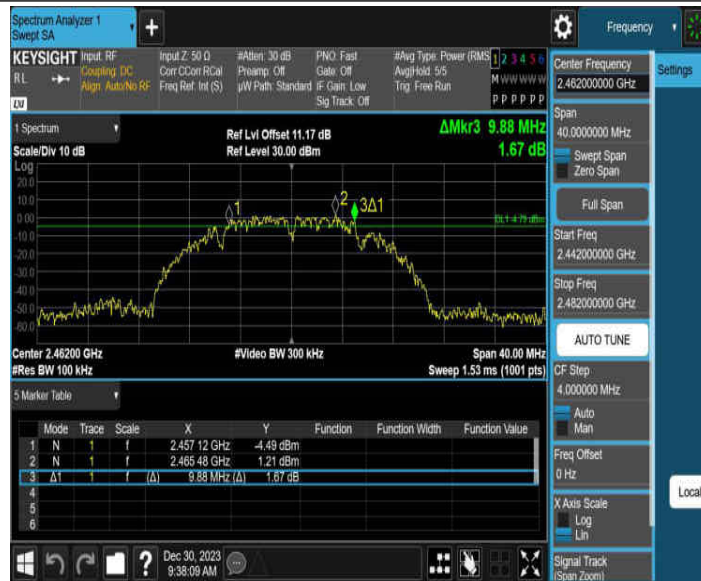 Spectrum Analyzer 1
Swept SA
+
Frequency
KEYSIGHT
RL
Input: RF
Coupling: DC
Align: Auto/No RF
Input Z: 50 Ω
Corr CCorr RCal
Freq Ref: Int (S)
#Atten: 30 dB
Preamp: Off
µW Path: Standard
PNO: Fast
Gate: Off
IF Gain: Low
Sig Track: Off
#Avg Type: Power (RMS
Avg|Hold: 5/5
Trig: Free Run
1 2 3 4 5 6
M W W W W W
P P P P P P
LXI
1 Spectrum
Scale/Div 10 dB
Ref Lvl Offset 11.17 dB
Ref Level 30.00 dBm
ΔMkr3 9.88 MHz
1.67 dB
Log
20.0
10.0
0.00
-10.0
-20.0
-30.0
-40.0
-50.0
-60.0
1
2
3Δ1
DL1 -4.79 dBm
Center 2.46200 GHz
#Res BW 100 kHz
#Video BW 300 kHz
Span 40.00 MHz
Sweep 1.53 ms (1001 pts)
5 Marker Table
Mode Trace Scale X Y Function Function Width Function Value
1 N 1 f 2.457 12 GHz -4.49 dBm
2 N 1 f 2.465 48 GHz 1.21 dBm
3 Δ1 1 f (Δ) 9.88 MHz (Δ) 1.67 dB
4
5
6
?
Dec 30, 2023
9:38:09 AM
Center Frequency
2.462000000 GHz
Settings
Span
40.0000000 MHz
Swept Span
Zero Span
Full Span
Start Freq
2.442000000 GHz
Stop Freq
2.482000000 GHz
AUTO TUNE
CF Step
4.000000 MHz
Auto
Man
Freq Offset
0 Hz
X Axis Scale
Log
Lin
Local
Signal Track
(Span Zoom)